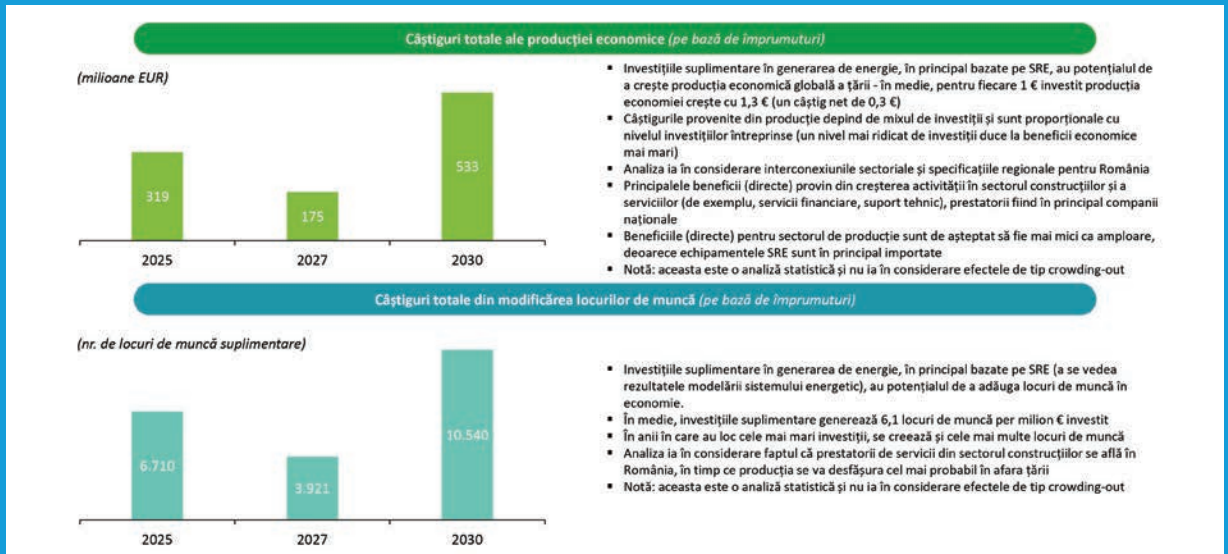 Câștiguri totale ale producției economice (pe bază de împrumuturi)
(milioane EUR)
319
175
533
2025
2027
2030
▪ Investițiile suplimentare în generarea de energie, în principal bazate pe SRE, au potențialul de
a crește producția economică globală a țării - în medie, pentru fiecare 1 € investit producția
economiei crește cu 1,3 € (un câștig net de 0,3 €)
▪ Câștigurile provenite din producție depind de mixul de investiții și sunt proporționale cu
nivelul investițiilor întreprinse (un nivel mai ridicat de investiții duce la beneficii economice
mai mari)
▪ Analiza ia în considerare interconexiunile sectoriale și specificațiile regionale pentru România
▪ Principalele beneficii (directe) provin din creșterea activității în sectorul construcțiilor și a
serviciilor (de exemplu, servicii financiare, suport tehnic), prestatorii fiind în principal companii
naționale
▪ Beneficiile (directe) pentru sectorul de producție sunt de așteptat să fie mai mici ca amploare,
deoarece echipamentele SRE sunt în principal importate
▪ Notă: aceasta este o analiză statistică și nu ia în considerare efectele de tip crowding-out
Câștiguri totale din modificarea locurilor de muncă (pe bază de împrumuturi)
(nr. de locuri de muncă suplimentare)
6.710
3.921
10.540
2025
2027
2030
▪ Investițiile suplimentare în generarea de energie, în principal bazate pe SRE (a se vedea
rezultatele modelării sistemului energetic), au potențialul de a adăuga locuri de muncă în
economie.
▪ În medie, investițiile suplimentare generează 6,1 locuri de muncă per milion € investit
▪ În anii în care au loc cele mai mari investiții, se creează și cele mai multe locuri de muncă
▪ Analiza ia în considerare faptul că prestatorii de servicii din sectorul construcțiilor se află în
România, în timp ce producția se va desfășura cel mai probabil în afara țării
▪ Notă: aceasta este o analiză statistică și nu ia în considerare efectele de tip crowding-out